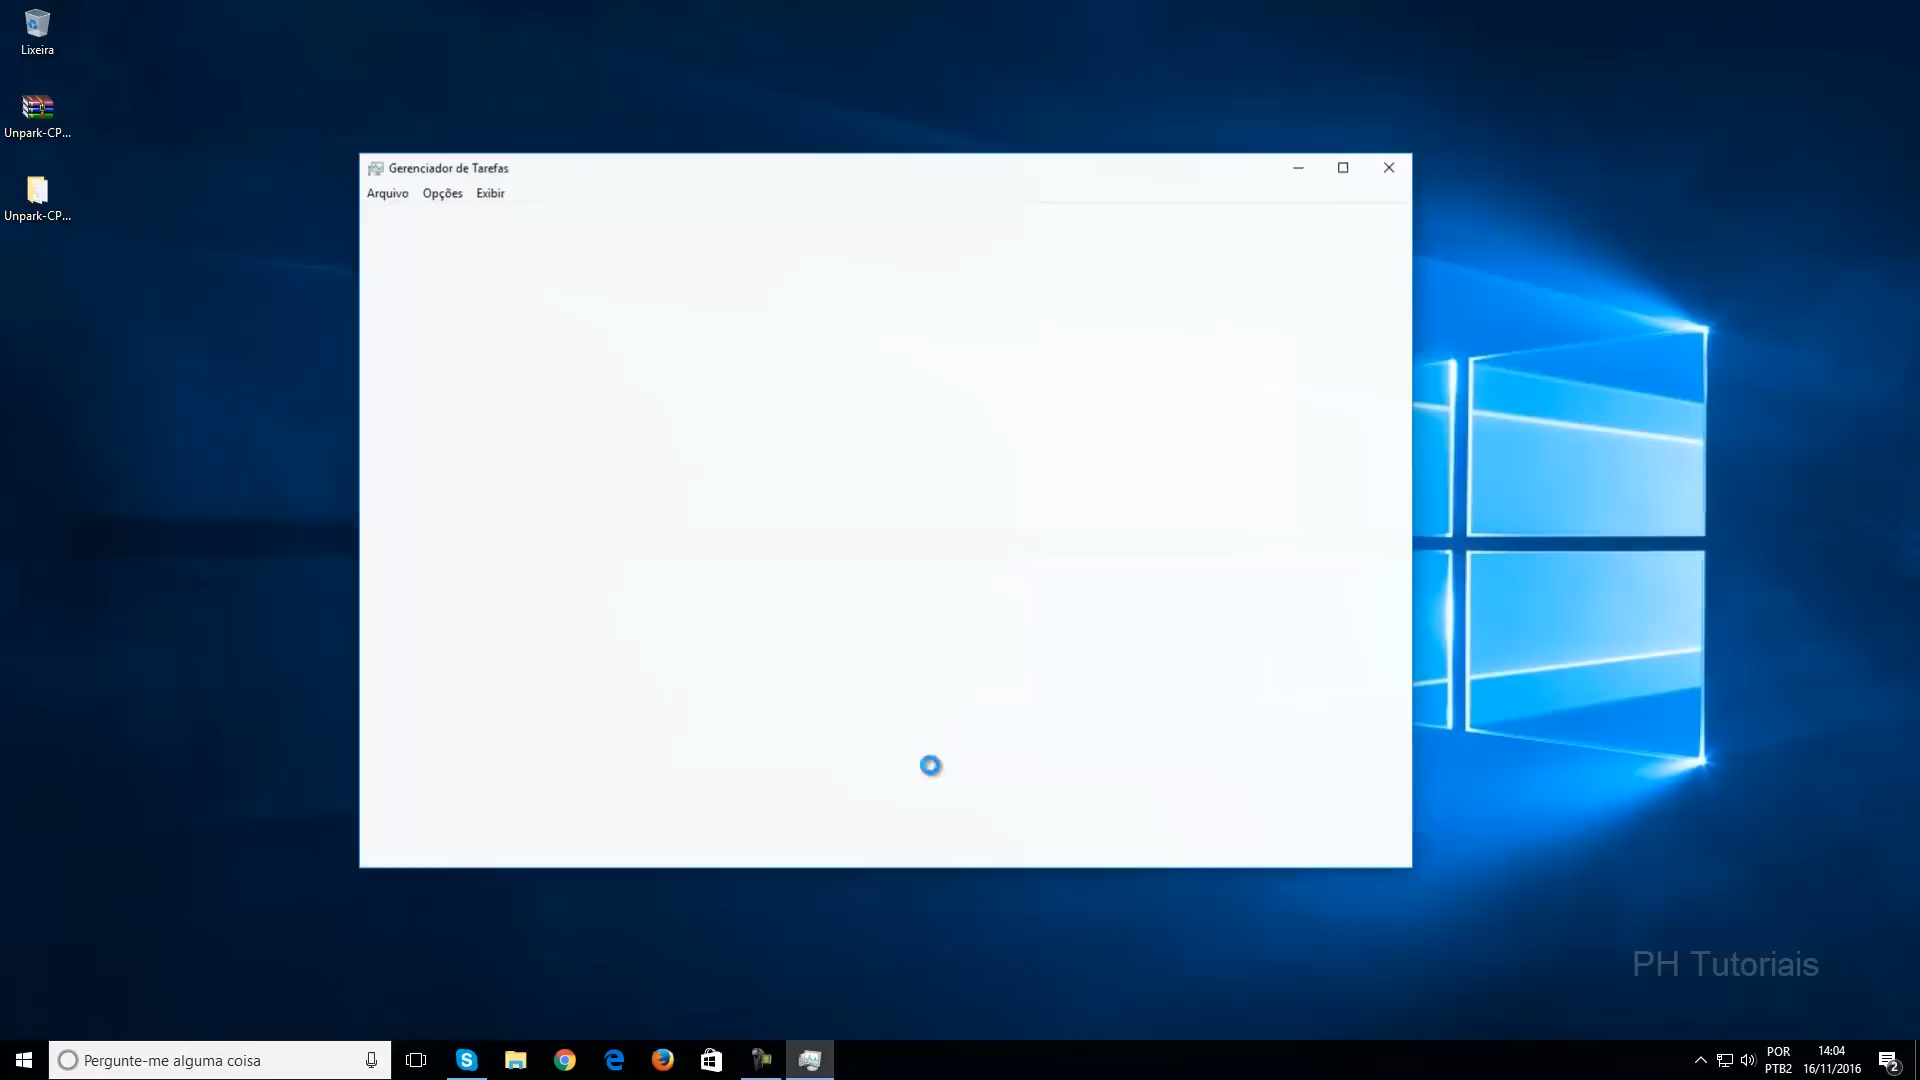 Lixeira
Unpark-CP...
Unpark-CP...
Gerenciador de Tarefas
Arquivo Opções Exibir
PH Tutoriais
Pergunte-me alguma coisa
POR
PTB2
14:04
16/11/2016
2